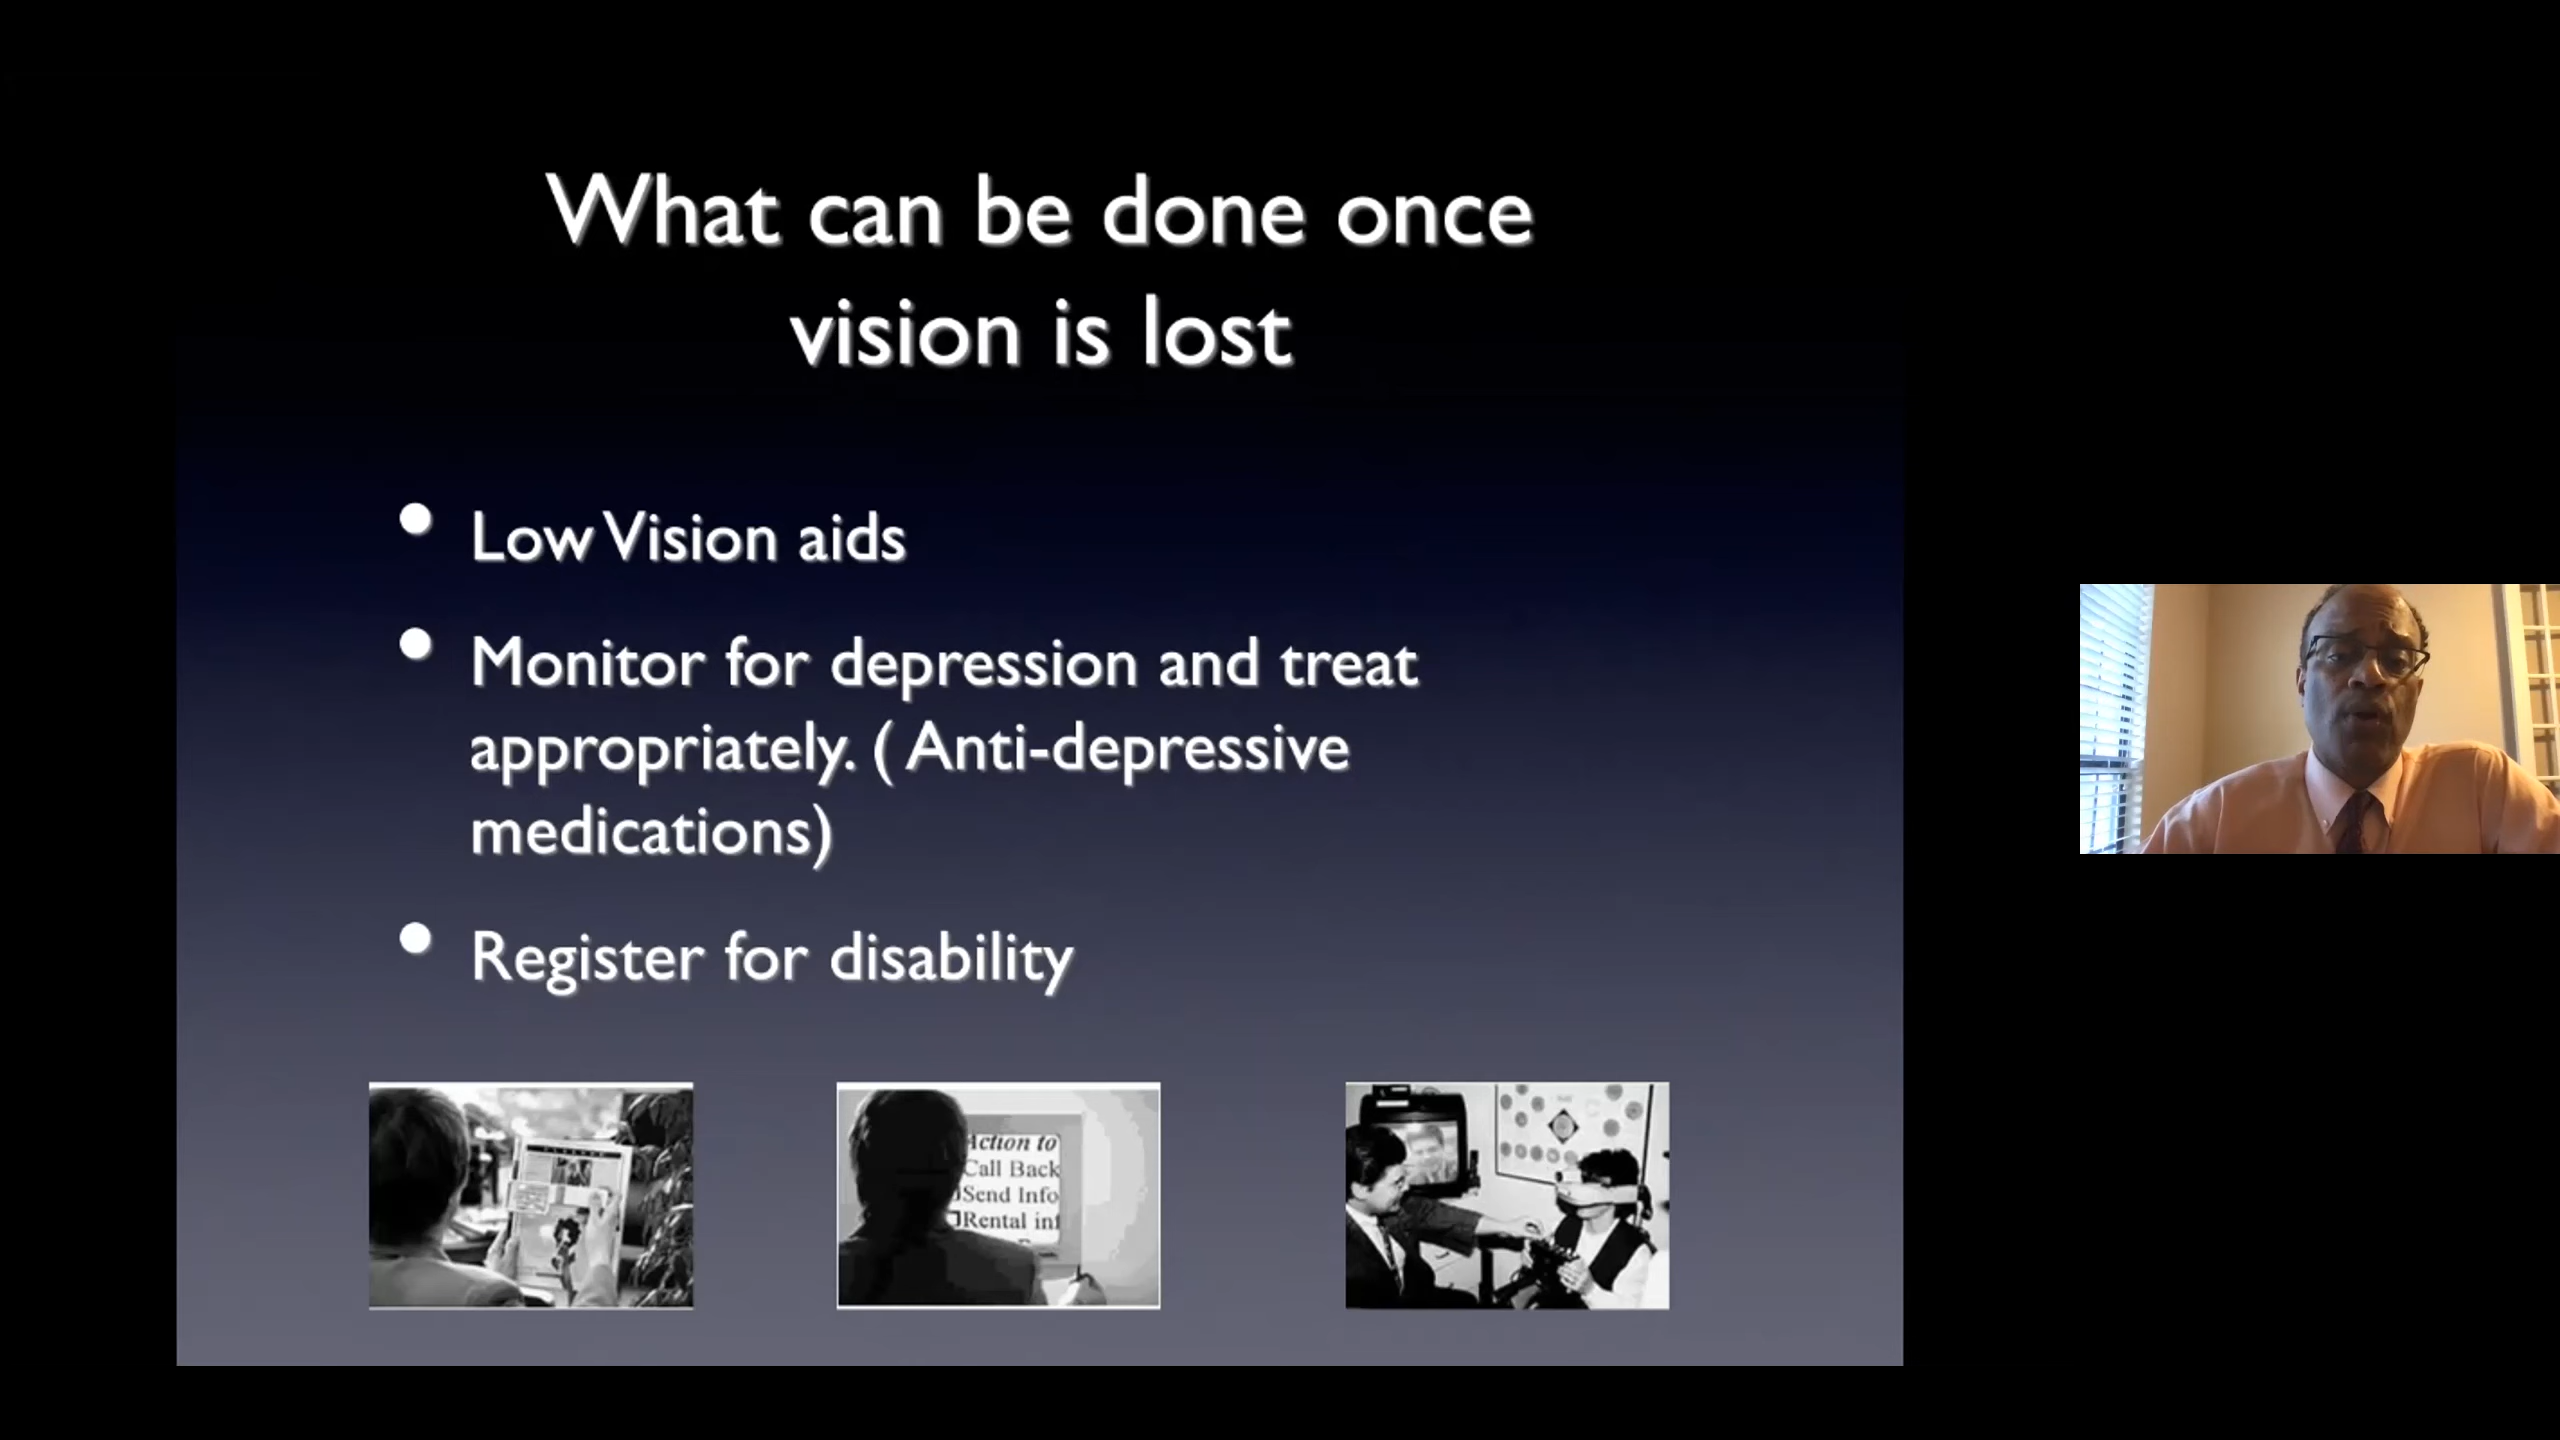 What can be done once
vision is lost
• Low Vision aids
• Monitor for depression and treat
appropriately. ( Anti-depressive
medications)
• Register for disability
Action to
Call Back
Send Info
Rental inf